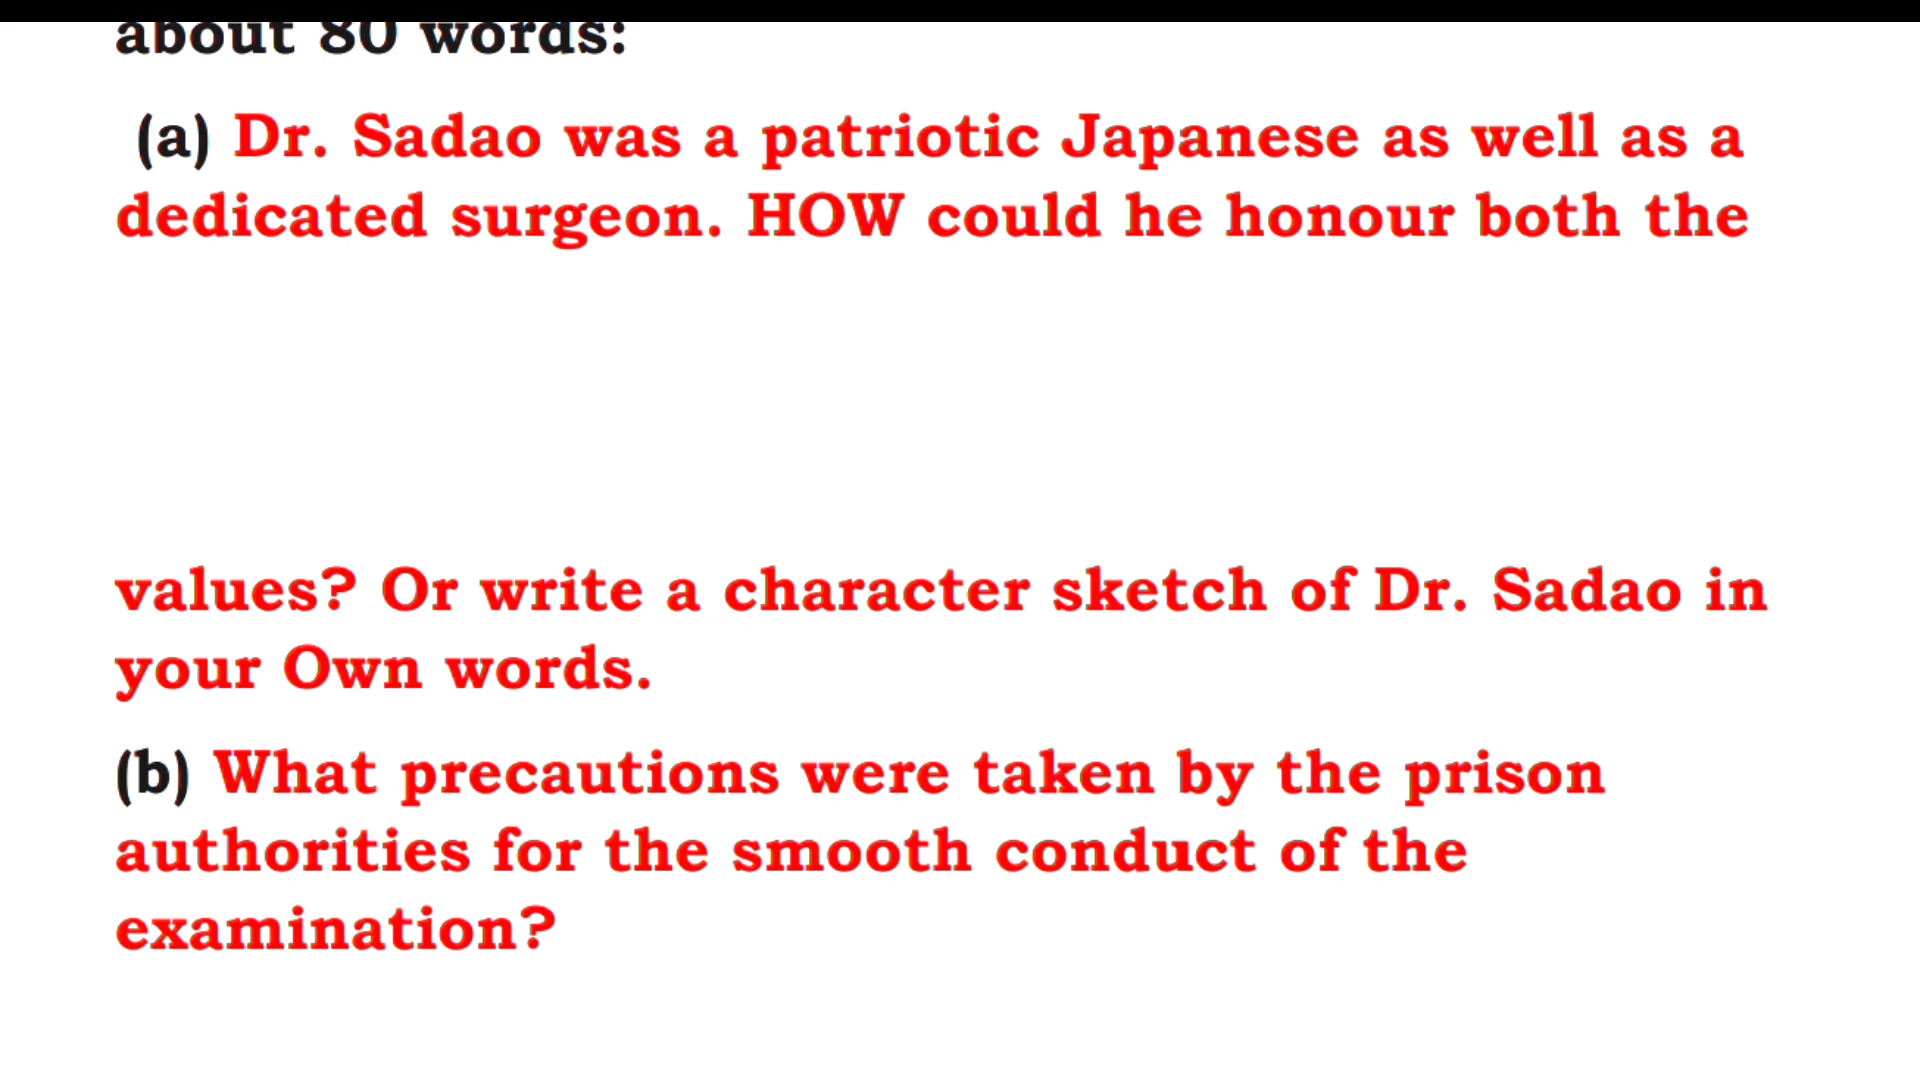 about 80 words:
(a) Dr. Sadao was a patriotic Japanese as well as a
dedicated surgeon. HOW could he honour both the
values? Or write a character sketch of Dr. Sadao in
your Own words.
(b) What precautions were taken by the prison
authorities for the smooth conduct of the
examination?